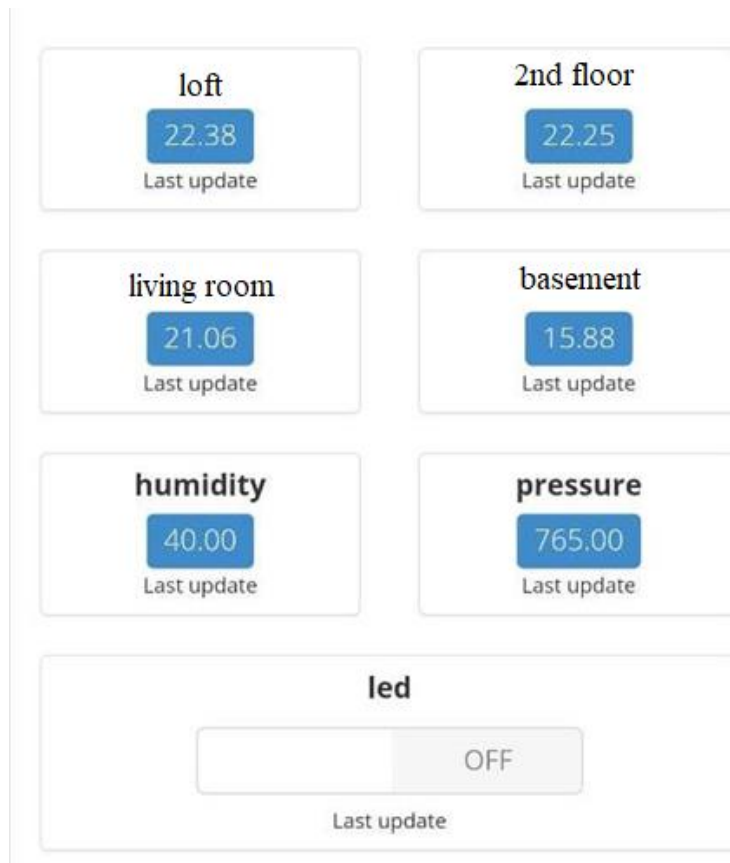 loft
22.38
Last update
2nd floor
22.25
Last update
living room
21.06
Last update
basement
15.88
Last update
humidity
40.00
Last update
pressure
765.00
Last update
led
OFF
Last update